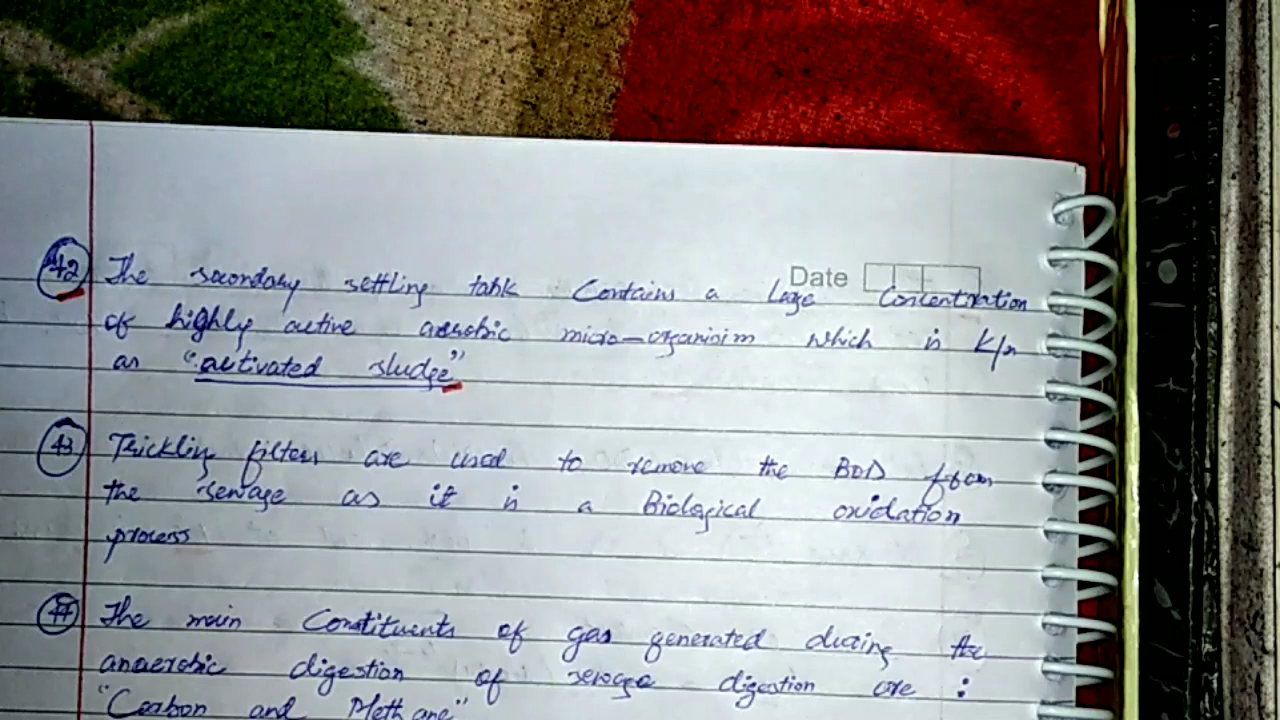 Date
42 The secondary settling tank Contains a large Concentration
of highly active aerobic micro-organisim which is k/n
as "activated sludge"
43 Trickling filters are used to remove the BOD from
the sewage as it is a Biological oxidation
process
44 The main Constituents of gas generated during the
anaerobic digestion of sewage digestion are :
"Carbon and Methane"